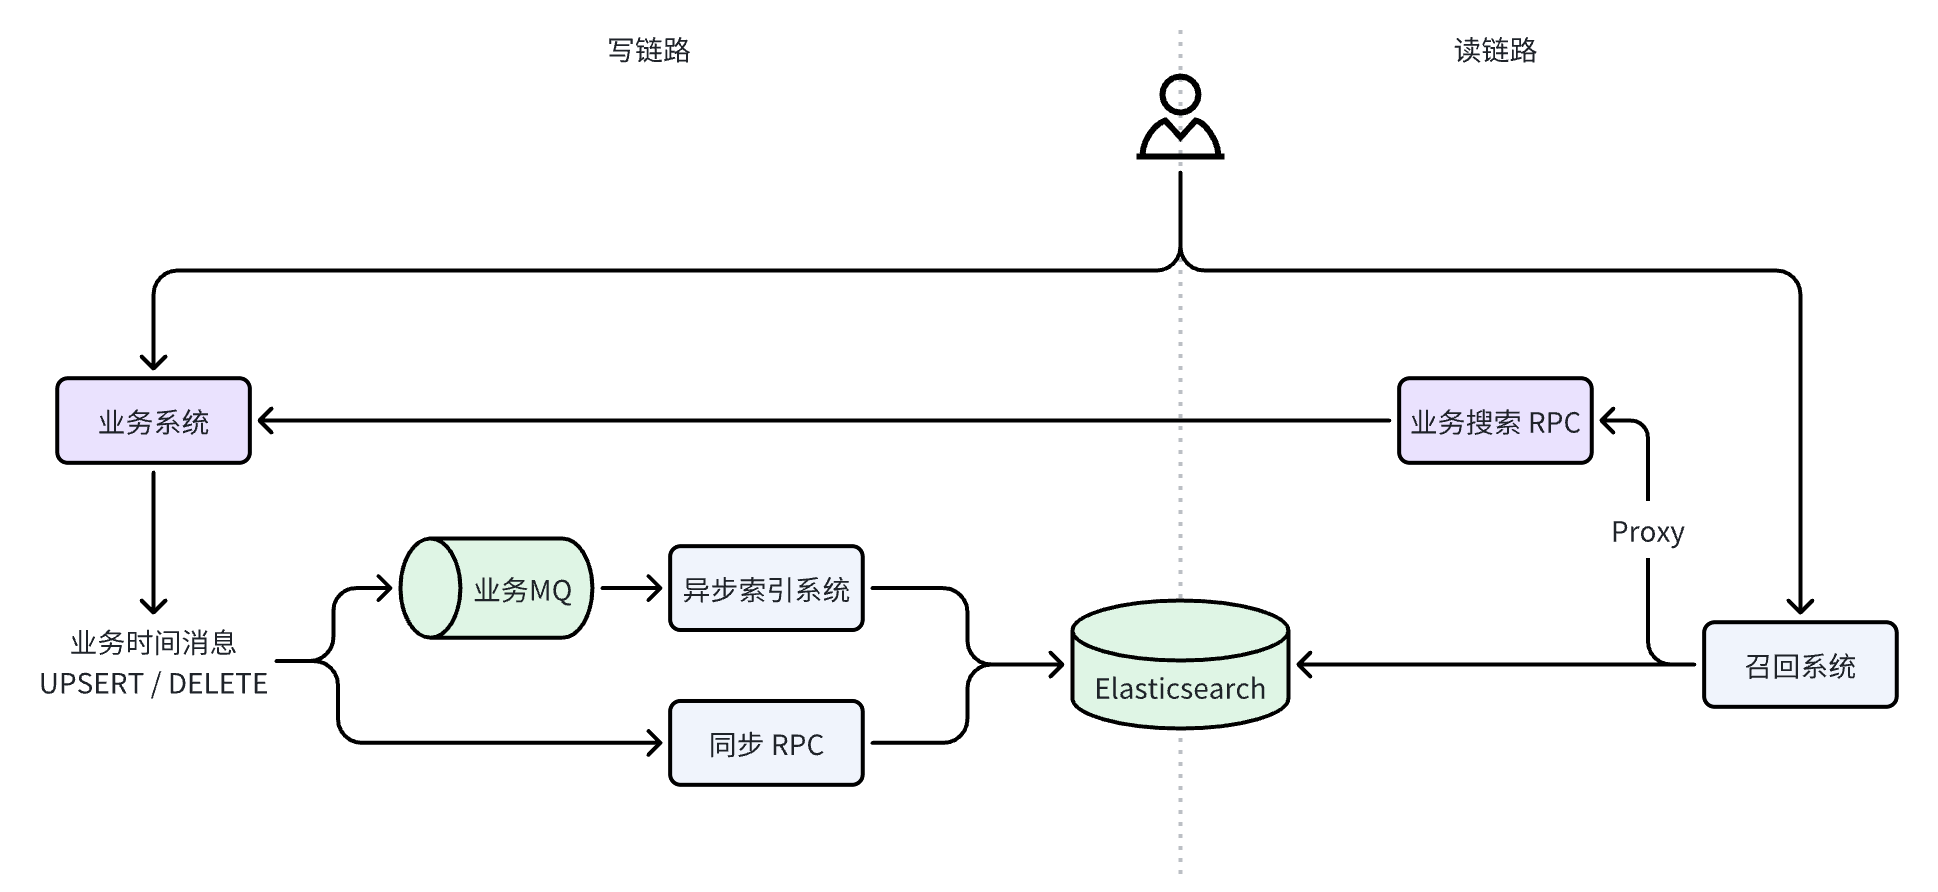 写链路
读链路
业务系统
业务搜索 RPC
Proxy
业务MQ
异步索引系统
业务时间消息
UPSERT / DELETE
Elasticsearch
召回系统
同步 RPC